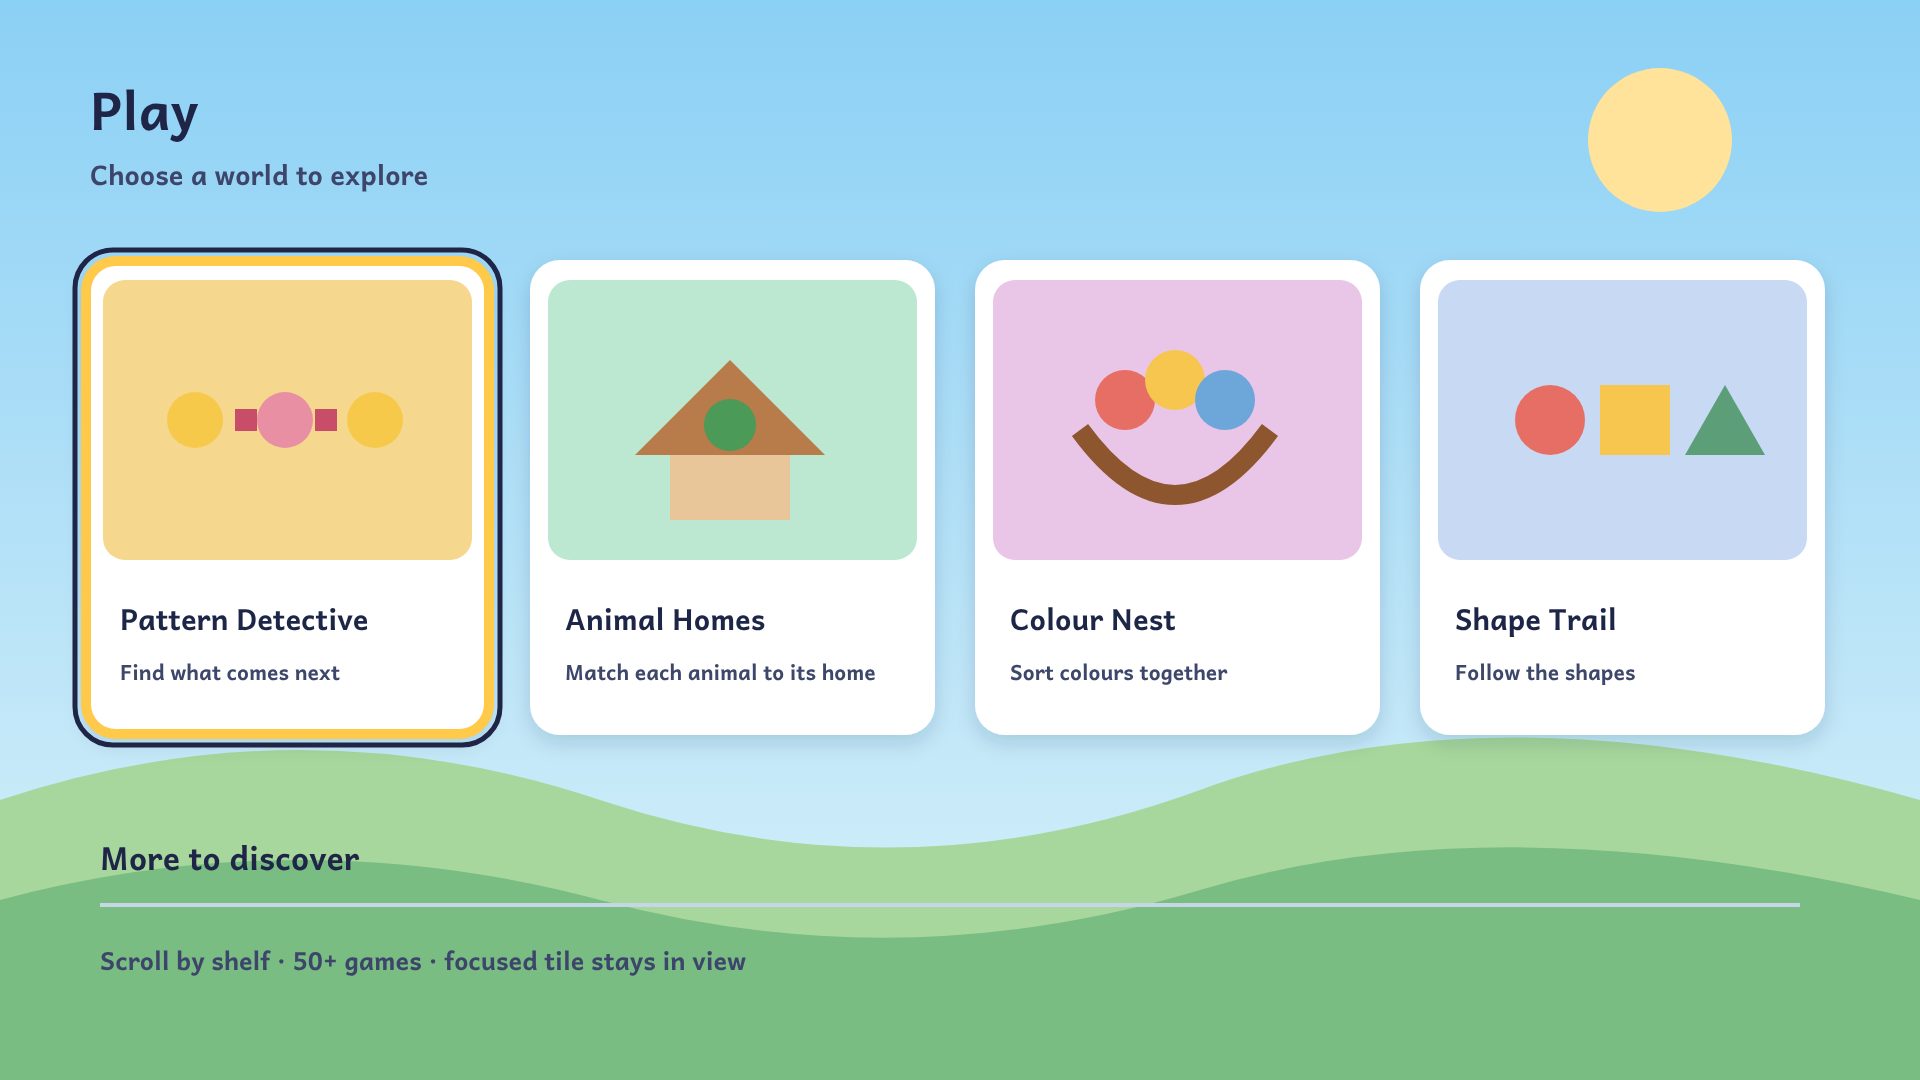 Play
Choose a world to explore
Pattern Detective
Find what comes next
Animal Homes
Match each animal to its home
Colour Nest
Sort colours together
Shape Trail
Follow the shapes
More to discover
Scroll by shelf · 50+ games · focused tile stays in view